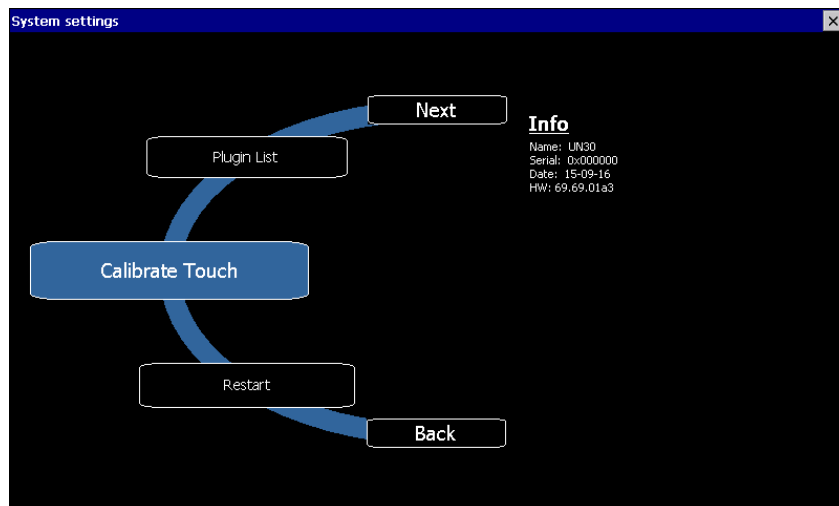 System settings
Next
Plugin List
Calibrate Touch
Restart
Back
Info
Name: UN30
Serial: 0x000000
Date: 15-09-16
HW: 69.69.01a3